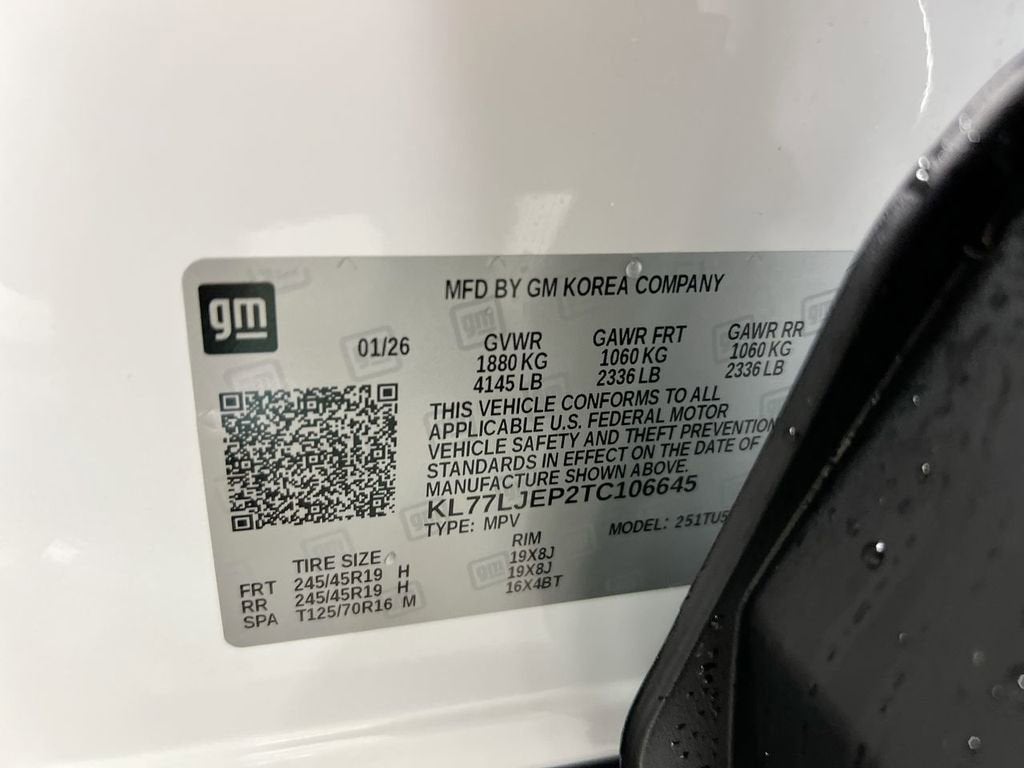 gm
MFD BY GM KOREA COMPANY
01/26
GVWR GAWR FRT GAWR RR
1880 KG 1060 KG 1060 KG
4145 LB 2336 LB 2336 LB
THIS VEHICLE CONFORMS TO ALL
APPLICABLE U.S. FEDERAL MOTOR
VEHICLE SAFETY AND THEFT PREVENTION
STANDARDS IN EFFECT ON THE DATE OF
MANUFACTURE SHOWN ABOVE.
KL77LJEP2TC106645
TYPE: MPV MODEL: 251TU5
TIRE SIZE RIM
FRT 245/45R19 H 19X8J
RR 245/45R19 H 19X8J
SPA T125/70R16 M 16X4BT